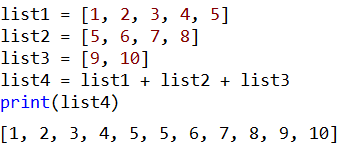 list1 = [1, 2, 3, 4, 5]
list2 = [5, 6, 7, 8]
list3 = [9, 10]
list4 = list1 + list2 + list3
print(list4)
[1, 2, 3, 4, 5, 5, 6, 7, 8, 9, 10]